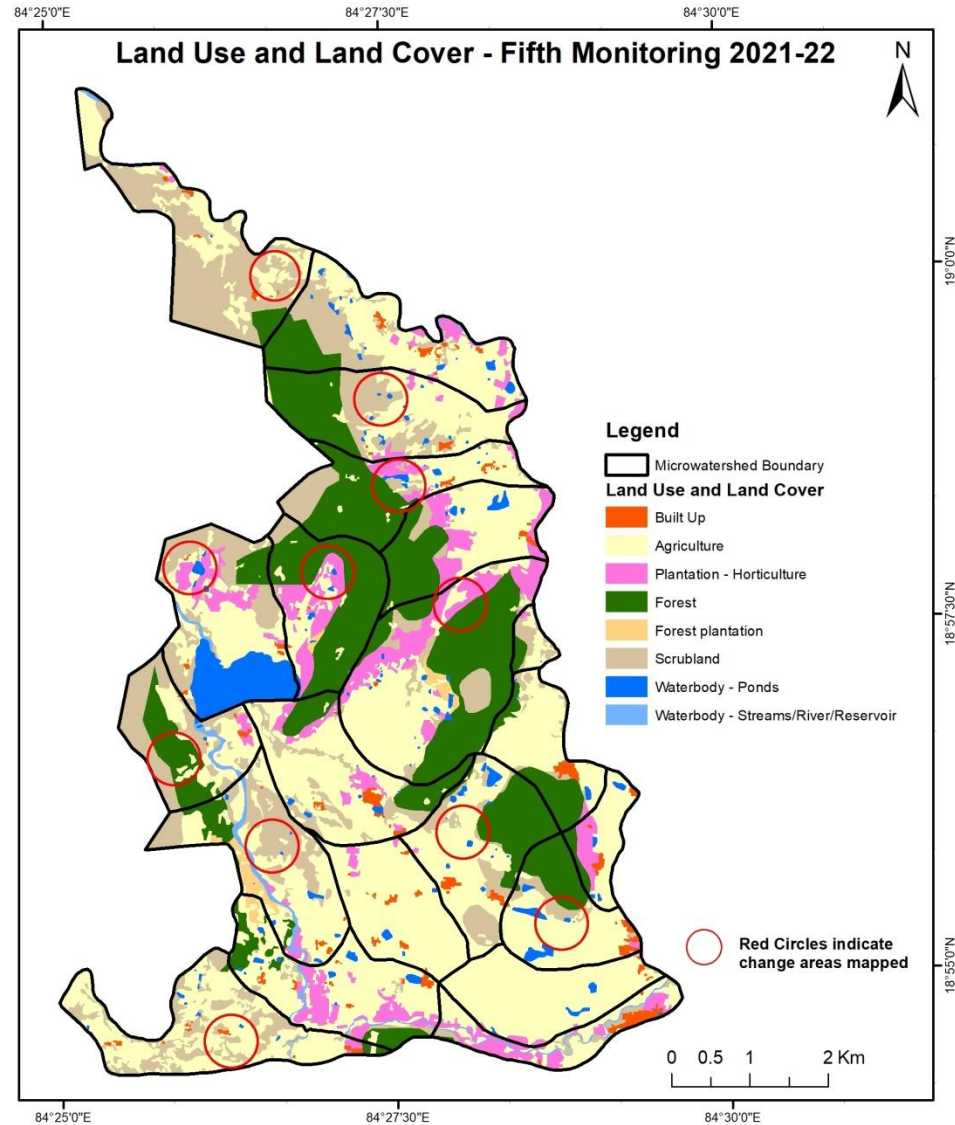 84°25'0"E
84°27'30"E
84°30'0"E
Land Use and Land Cover - Fifth Monitoring 2021-22
N
19°0'0"N
Legend
Microwatershed Boundary
Land Use and Land Cover
Built Up
Agriculture
Plantation - Horticulture
Forest
Forest plantation
Scrubland
Waterbody - Ponds
Waterbody - Streams/River/Reservoir
18°57'30"N
Red Circles indicate
change areas mapped
18°55'0"N
0 0.5 1 2 Km
84°25'0"E
84°27'30"E
84°30'0"E